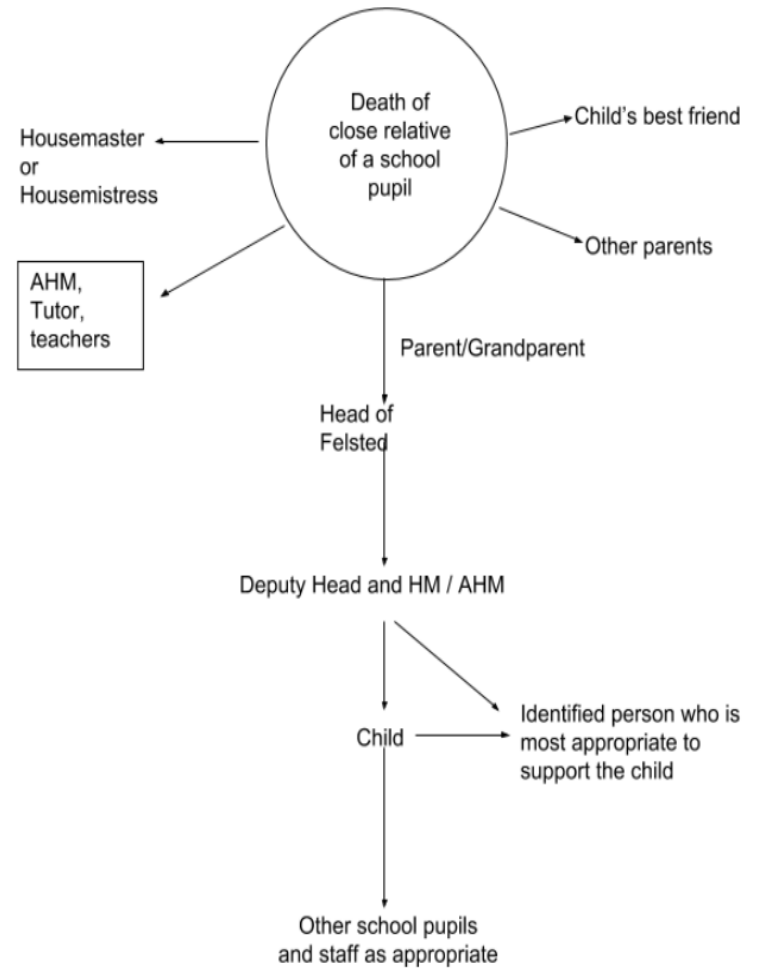 Death of
close relative
of a school
pupil
Child's best friend
Housemaster
or
Housemistress
Other parents
AHM,
Tutor,
teachers
Parent/Grandparent
Head of
Felsted
Deputy Head and HM / AHM
Child
Identified person who is
most appropriate to
support the child
Other school pupils
and staff as appropriate